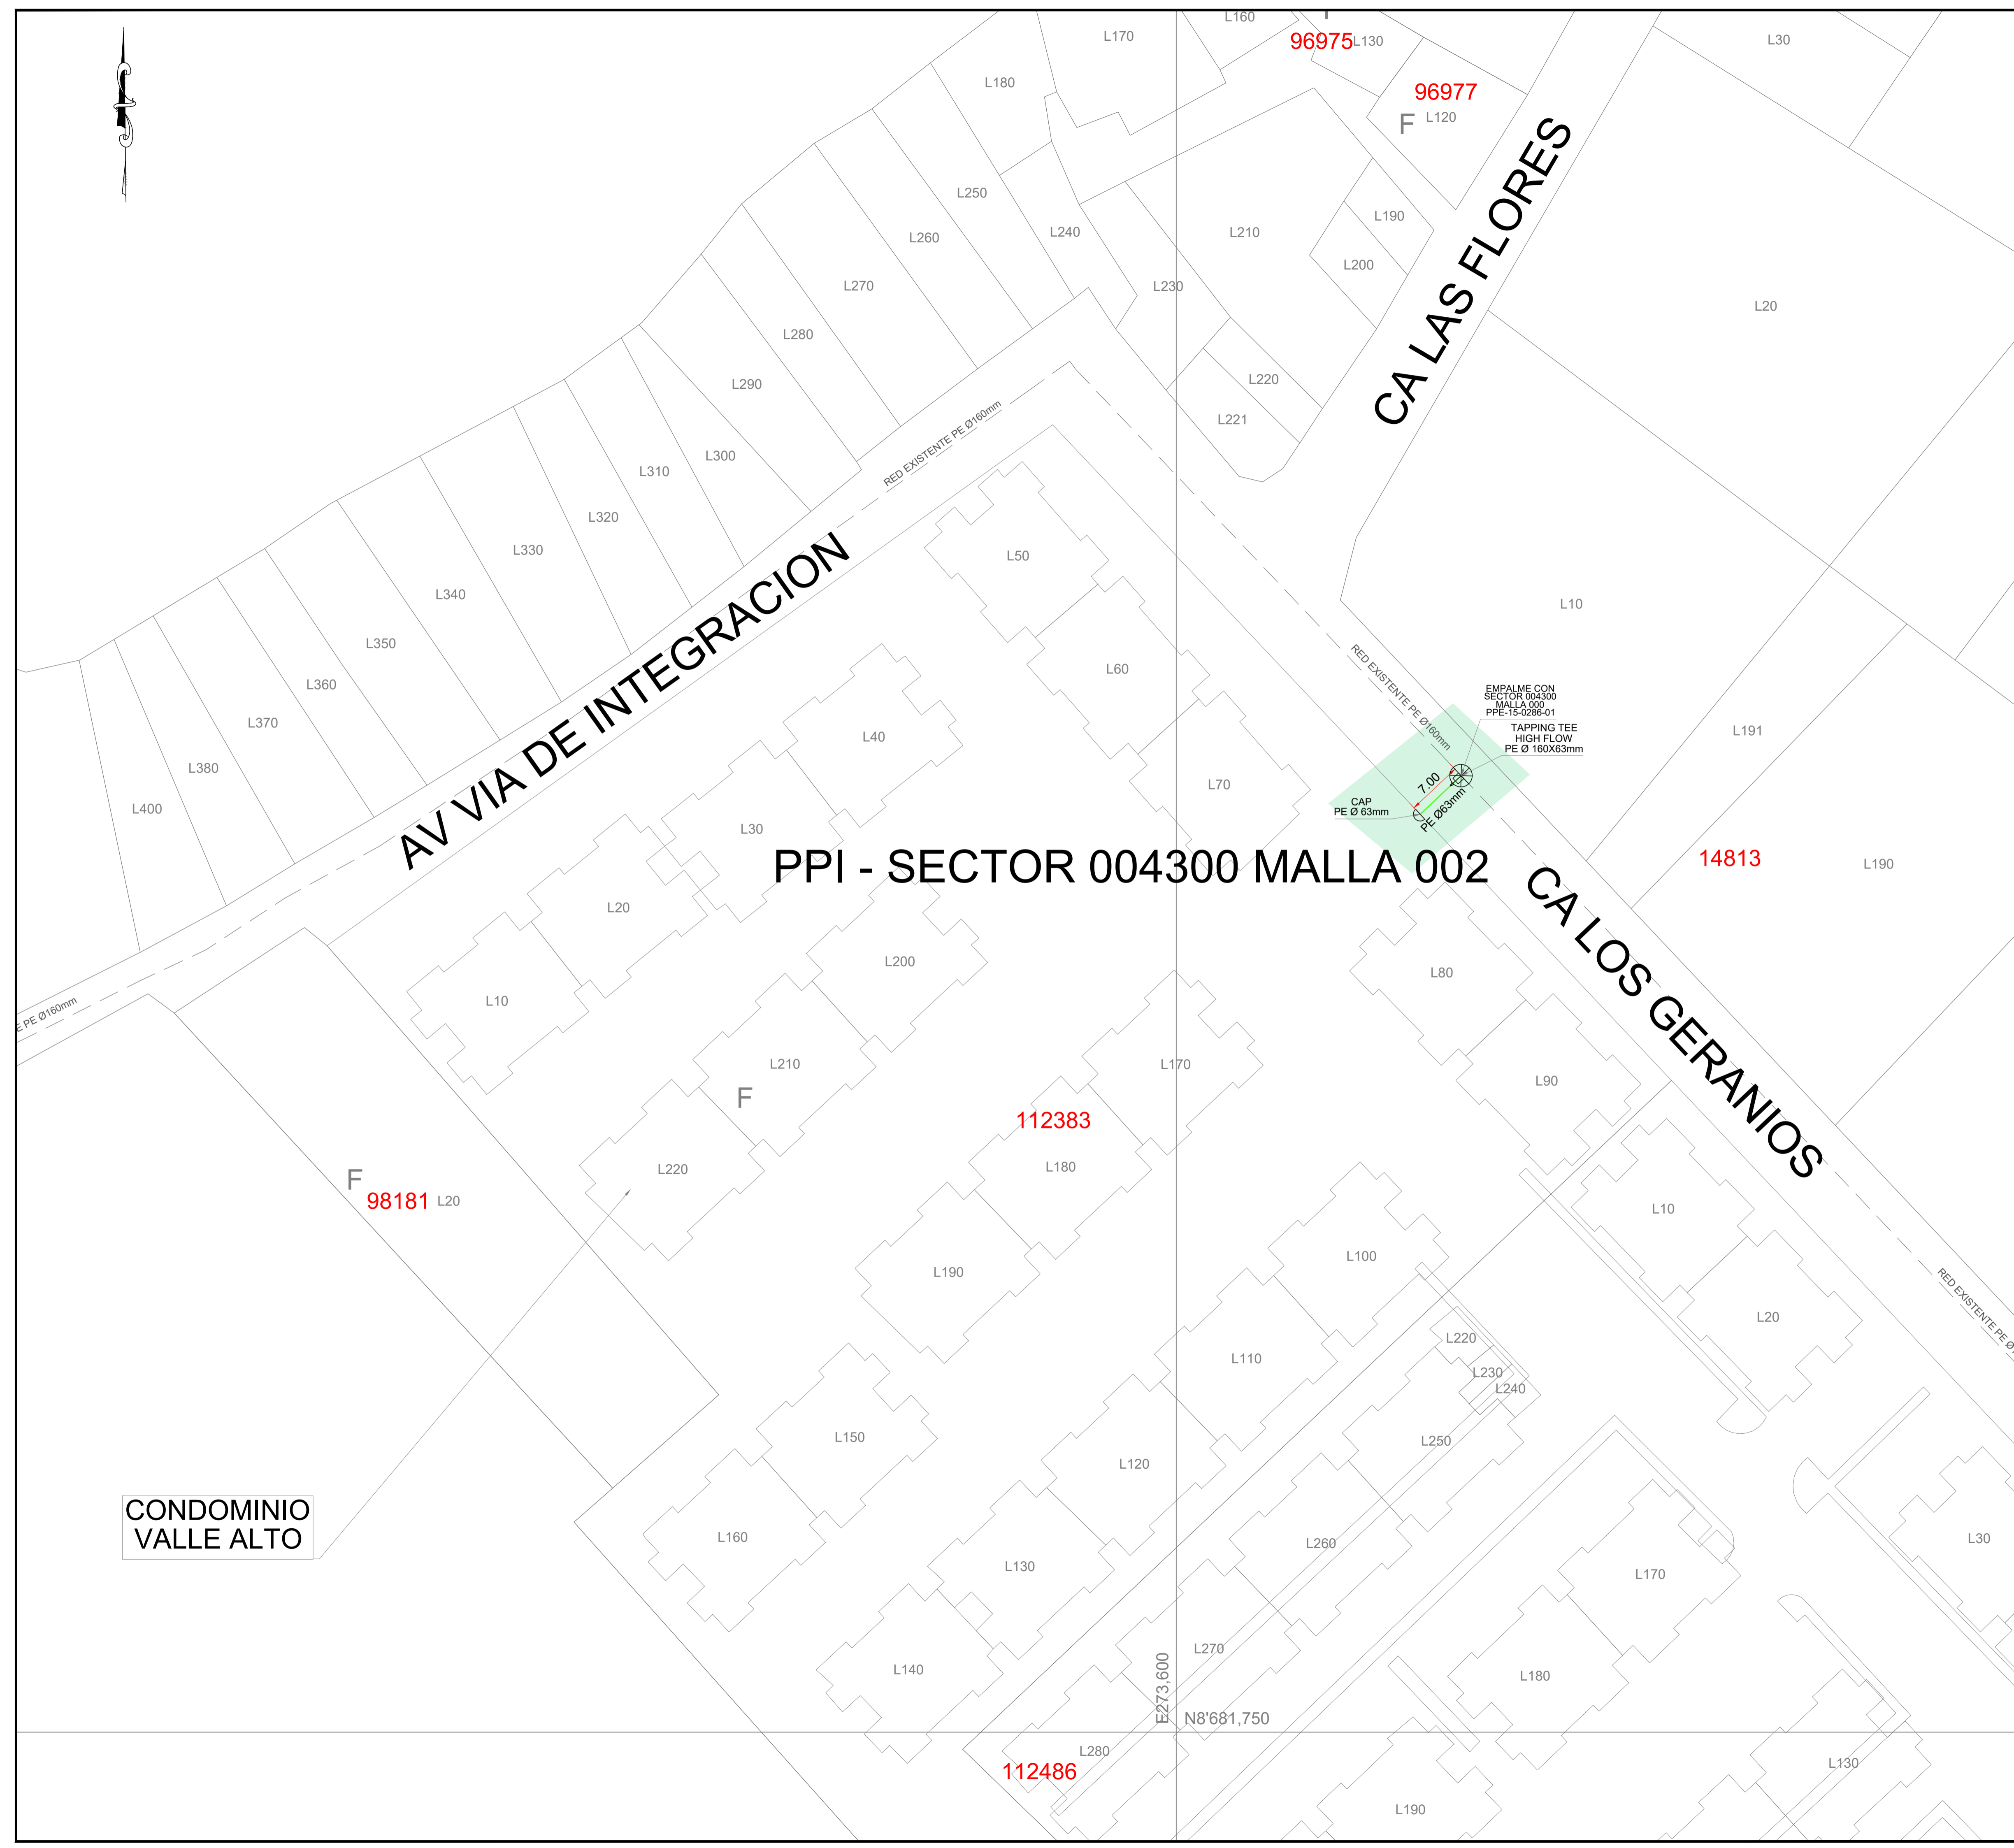 L160
L170
96975
L130
L30
L180
96977
F
L120
CA LAS FLORES
L250
L190
L240
L210
L260
L200
L230
L270
L20
L280
L220
L290
RED EXISTENTE PE Ø160mm
L221
L300
L310
L320
L330
L50
AV VIA DE INTEGRACION
L340
L10
L350
L60
RED EXISTENTE PE Ø160mm
L360
EMPALME CON
SECTOR 004300
MALLA 000
PPE-15-0286-01
L370
L40
TAPPING TEE
HIGH FLOW
PE Ø 160X63mm
L191
L380
L70
7.00
CAP
PE Ø 63mm
PE Ø63mm
L400
L30
PPI - SECTOR 004300 MALLA 002
14813
L190
CA LOS GERANIOS
L20
L200
L80
L10
E PE Ø160mm
L210
L170
L90
F
112383
L180
L220
F
98181
L20
L10
L100
L190
RED EXISTENTE PE Ø
L20
L220
L110
L230
L240
L150
L250
L120
CONDOMINIO
VALLE ALTO
L160
L260
L30
L130
L170
L270
L140
L180
E273,600
N8'681,750
L280
112486
L130
L190